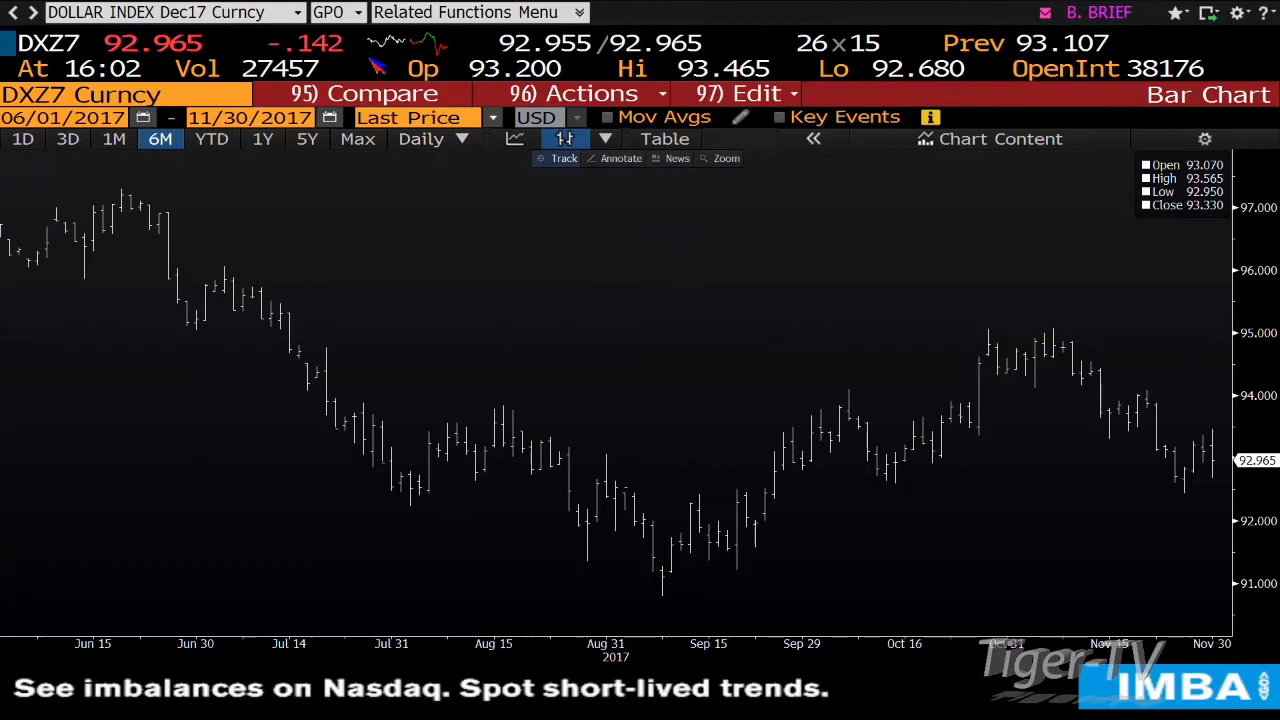 DOLLAR INDEX Dec17 Curncy GPO Related Functions Menu B. BRIEF ?
DXZ7 92.965 -.142 92.955/92.965 26x15 Prev 93.107
At 16:02 Vol 27457 Op 93.200 Hi 93.465 Lo 92.680 OpenInt 38176
DXZ7 Curncy 95) Compare 96) Actions 97) Edit Bar Chart
06/01/2017 - 11/30/2017 Last Price USD Mov Avgs Key Events i
1D 3D 1M 6M YTD 1Y 5Y Max Daily Table « Chart Content
Track Annotate News Zoom
Open 93.070
High 93.565
Low 92.950
Close 93.330
97.000
96.000
95.000
94.000
92.965
92.000
91.000
Jun 15 Jun 30 Jul 14 Jul 31 Aug 15 Aug 31 Sep 15 Sep 29 Oct 16 Oct 31 Nov 15 Nov 30
2017
Tiger-TV
See imbalances on Nasdaq. Spot short-lived trends. IMBA